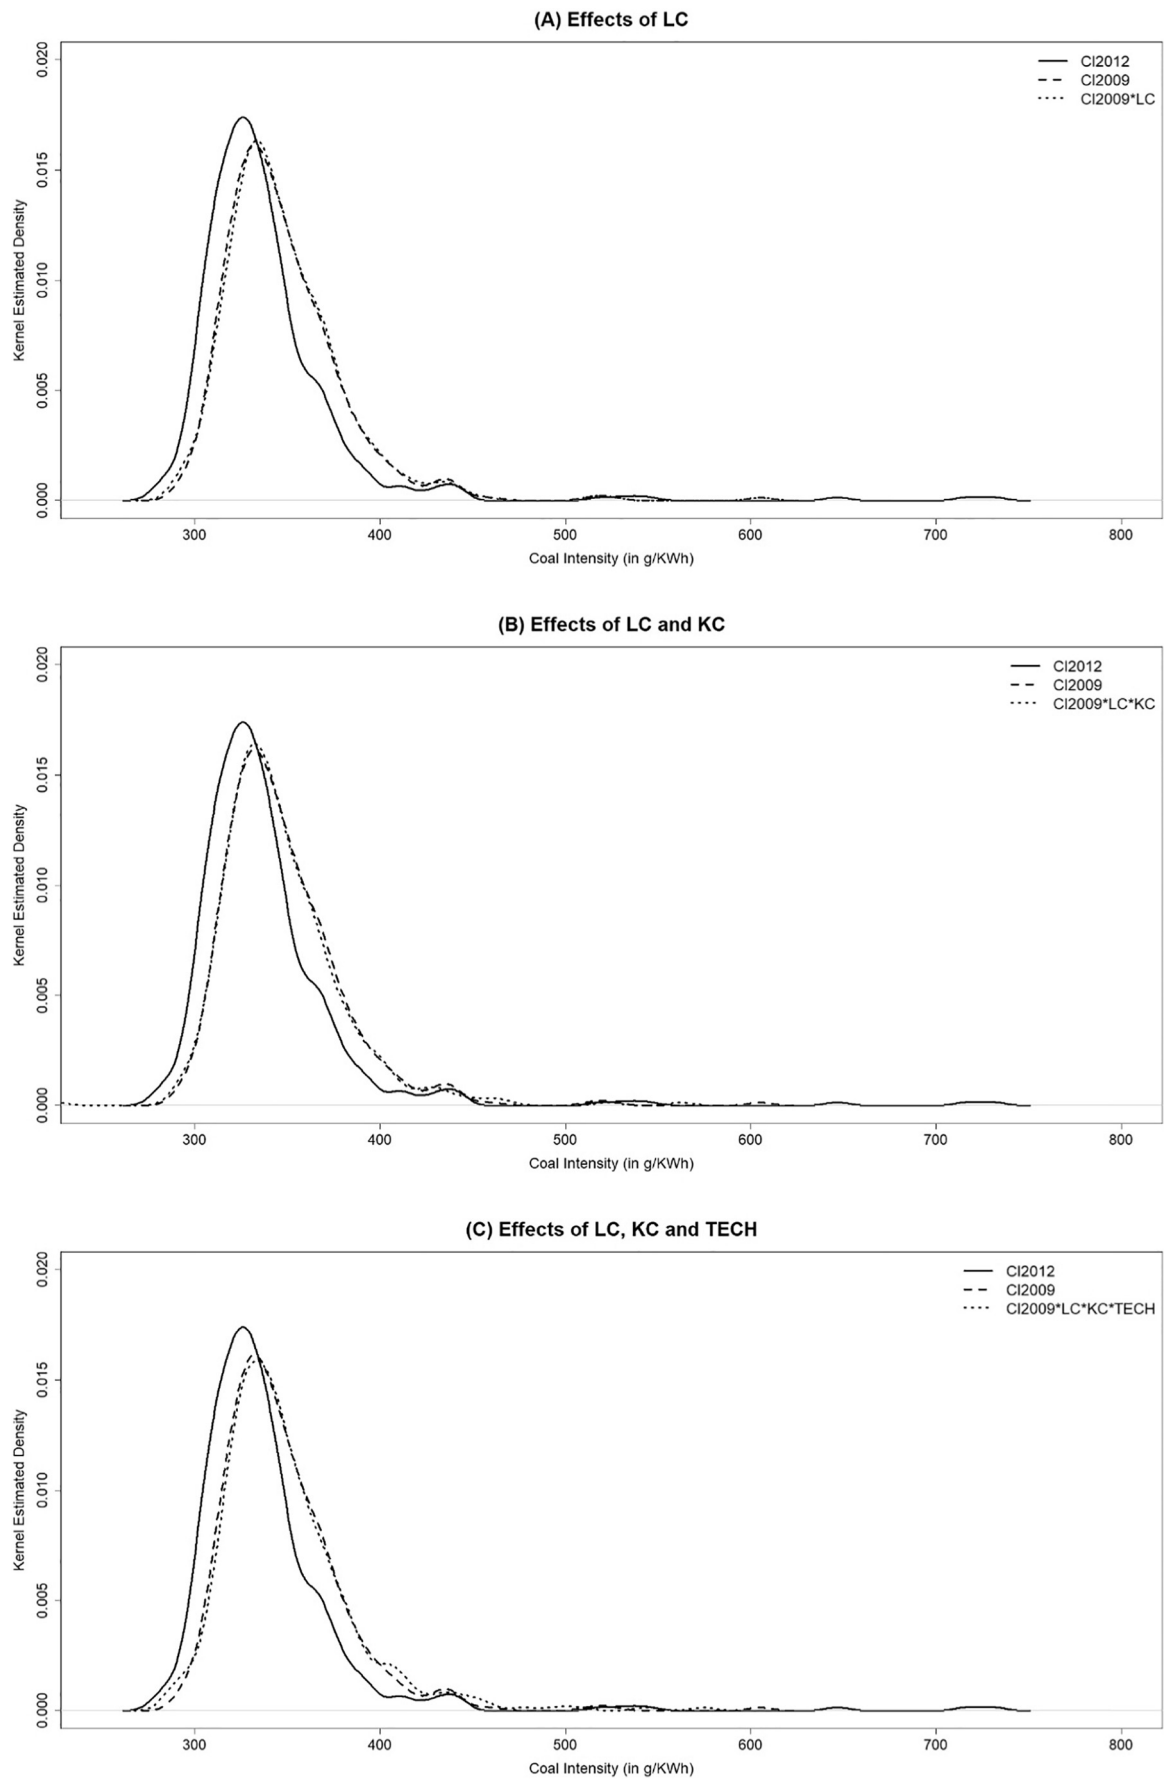 (A) Effects of LC
CI2012
CI2009
CI2009*LC
Kernel Estimated Density
0.020
0.015
0.010
0.005
0.000
300 400 500 600 700 800
Coal Intensity (in g/KWh)
(B) Effects of LC and KC
CI2012
CI2009
CI2009*LC*KC
Kernel Estimated Density
0.020
0.015
0.010
0.005
0.000
300 400 500 600 700 800
Coal Intensity (in g/KWh)
(C) Effects of LC, KC and TECH
CI2012
CI2009
CI2009*LC*KC*TECH
Kernel Estimated Density
0.020
0.015
0.010
0.005
0.000
300 400 500 600 700 800
Coal Intensity (in g/KWh)